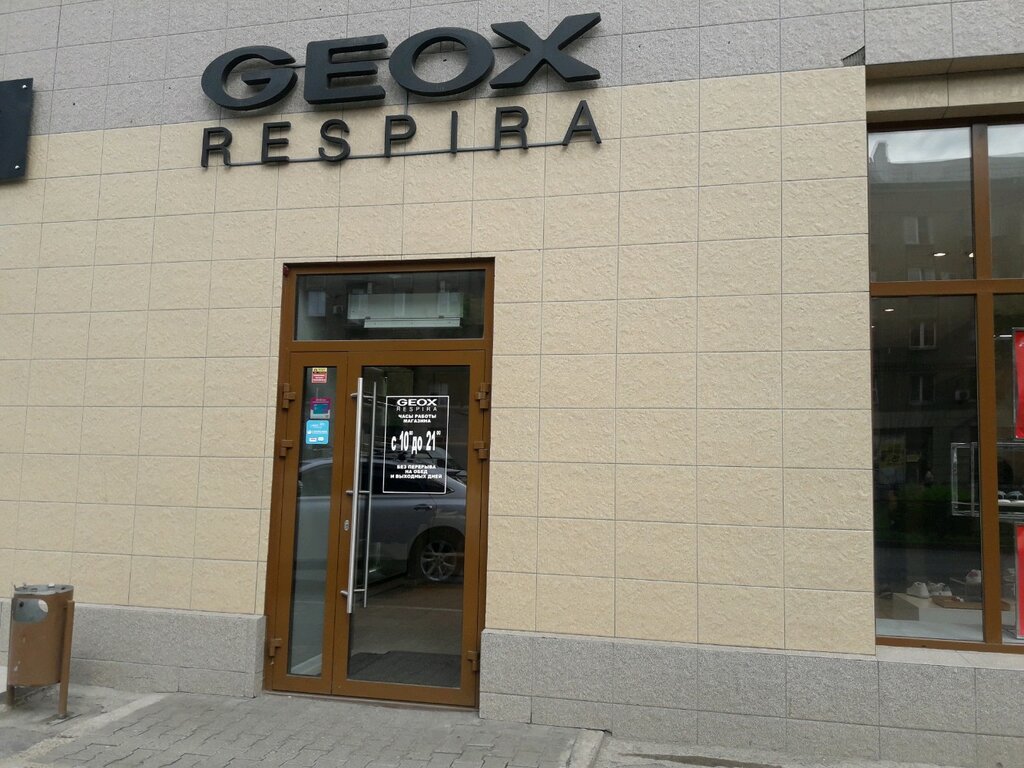 GEOX
RESPIRA
GEOX
RESPIRA
ЧАСЫ РАБОТЫ
МАГАЗИНА
с 10⁰⁰ до 21⁰⁰
БЕЗ ПЕРЕРЫВА
НА ОБЕД
И ВЫХОДНЫХ ДНЕЙ